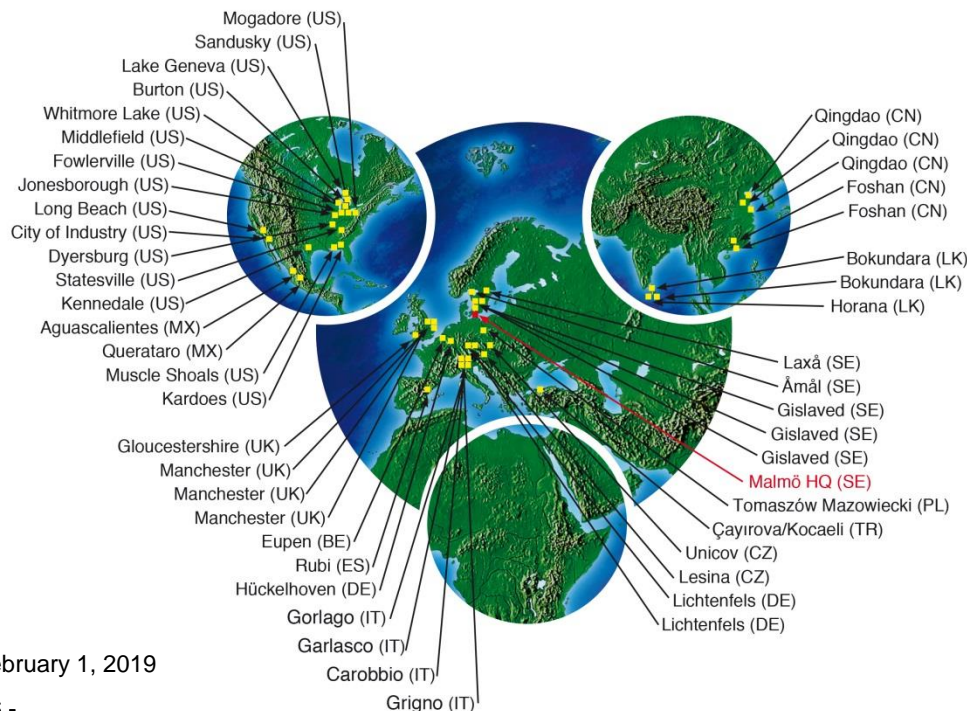 Mogadore (US)
Sandusky (US)
Lake Geneva (US)
Burton (US)
Whitmore Lake (US)
Middlefield (US)
Fowlerville (US)
Jonesborough (US)
Long Beach (US)
City of Industry (US)
Dyersburg (US)
Statesville (US)
Kennedale (US)
Aguascalientes (MX)
Querataro (MX)
Muscle Shoals (US)
Kardoes (US)
Gloucestershire (UK)
Manchester (UK)
Manchester (UK)
Manchester (UK)
Eupen (BE)
Rubi (ES)
Hückelhoven (DE)
Gorlago (IT)
Garlasco (IT)
Carobbio (IT)
Grigno (IT)
Qingdao (CN)
Qingdao (CN)
Qingdao (CN)
Foshan (CN)
Foshan (CN)
Bokundara (LK)
Bokundara (LK)
Horana (LK)
Laxå (SE)
Åmål (SE)
Gislaved (SE)
Gislaved (SE)
Gislaved (SE)
Malmö HQ (SE)
Tomaszów Mazowiecki (PL)
Çayırova/Kocaeli (TR)
Unicov (CZ)
Lesina (CZ)
Lichtenfels (DE)
Lichtenfels (DE)
ebruary 1, 2019